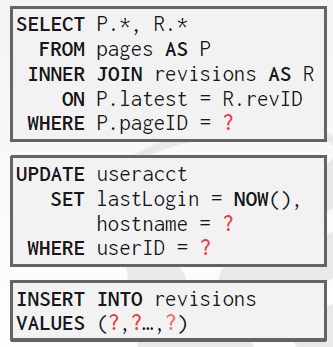 SELECT P.*, R.*
FROM pages AS P
INNER JOIN revisions AS R
ON P.latest = R.revID
WHERE P.pageID = ?
UPDATE useracct
SET lastLogin = NOW(),
hostname = ?
WHERE userID = ?
INSERT INTO revisions
VALUES (?,?…,?)